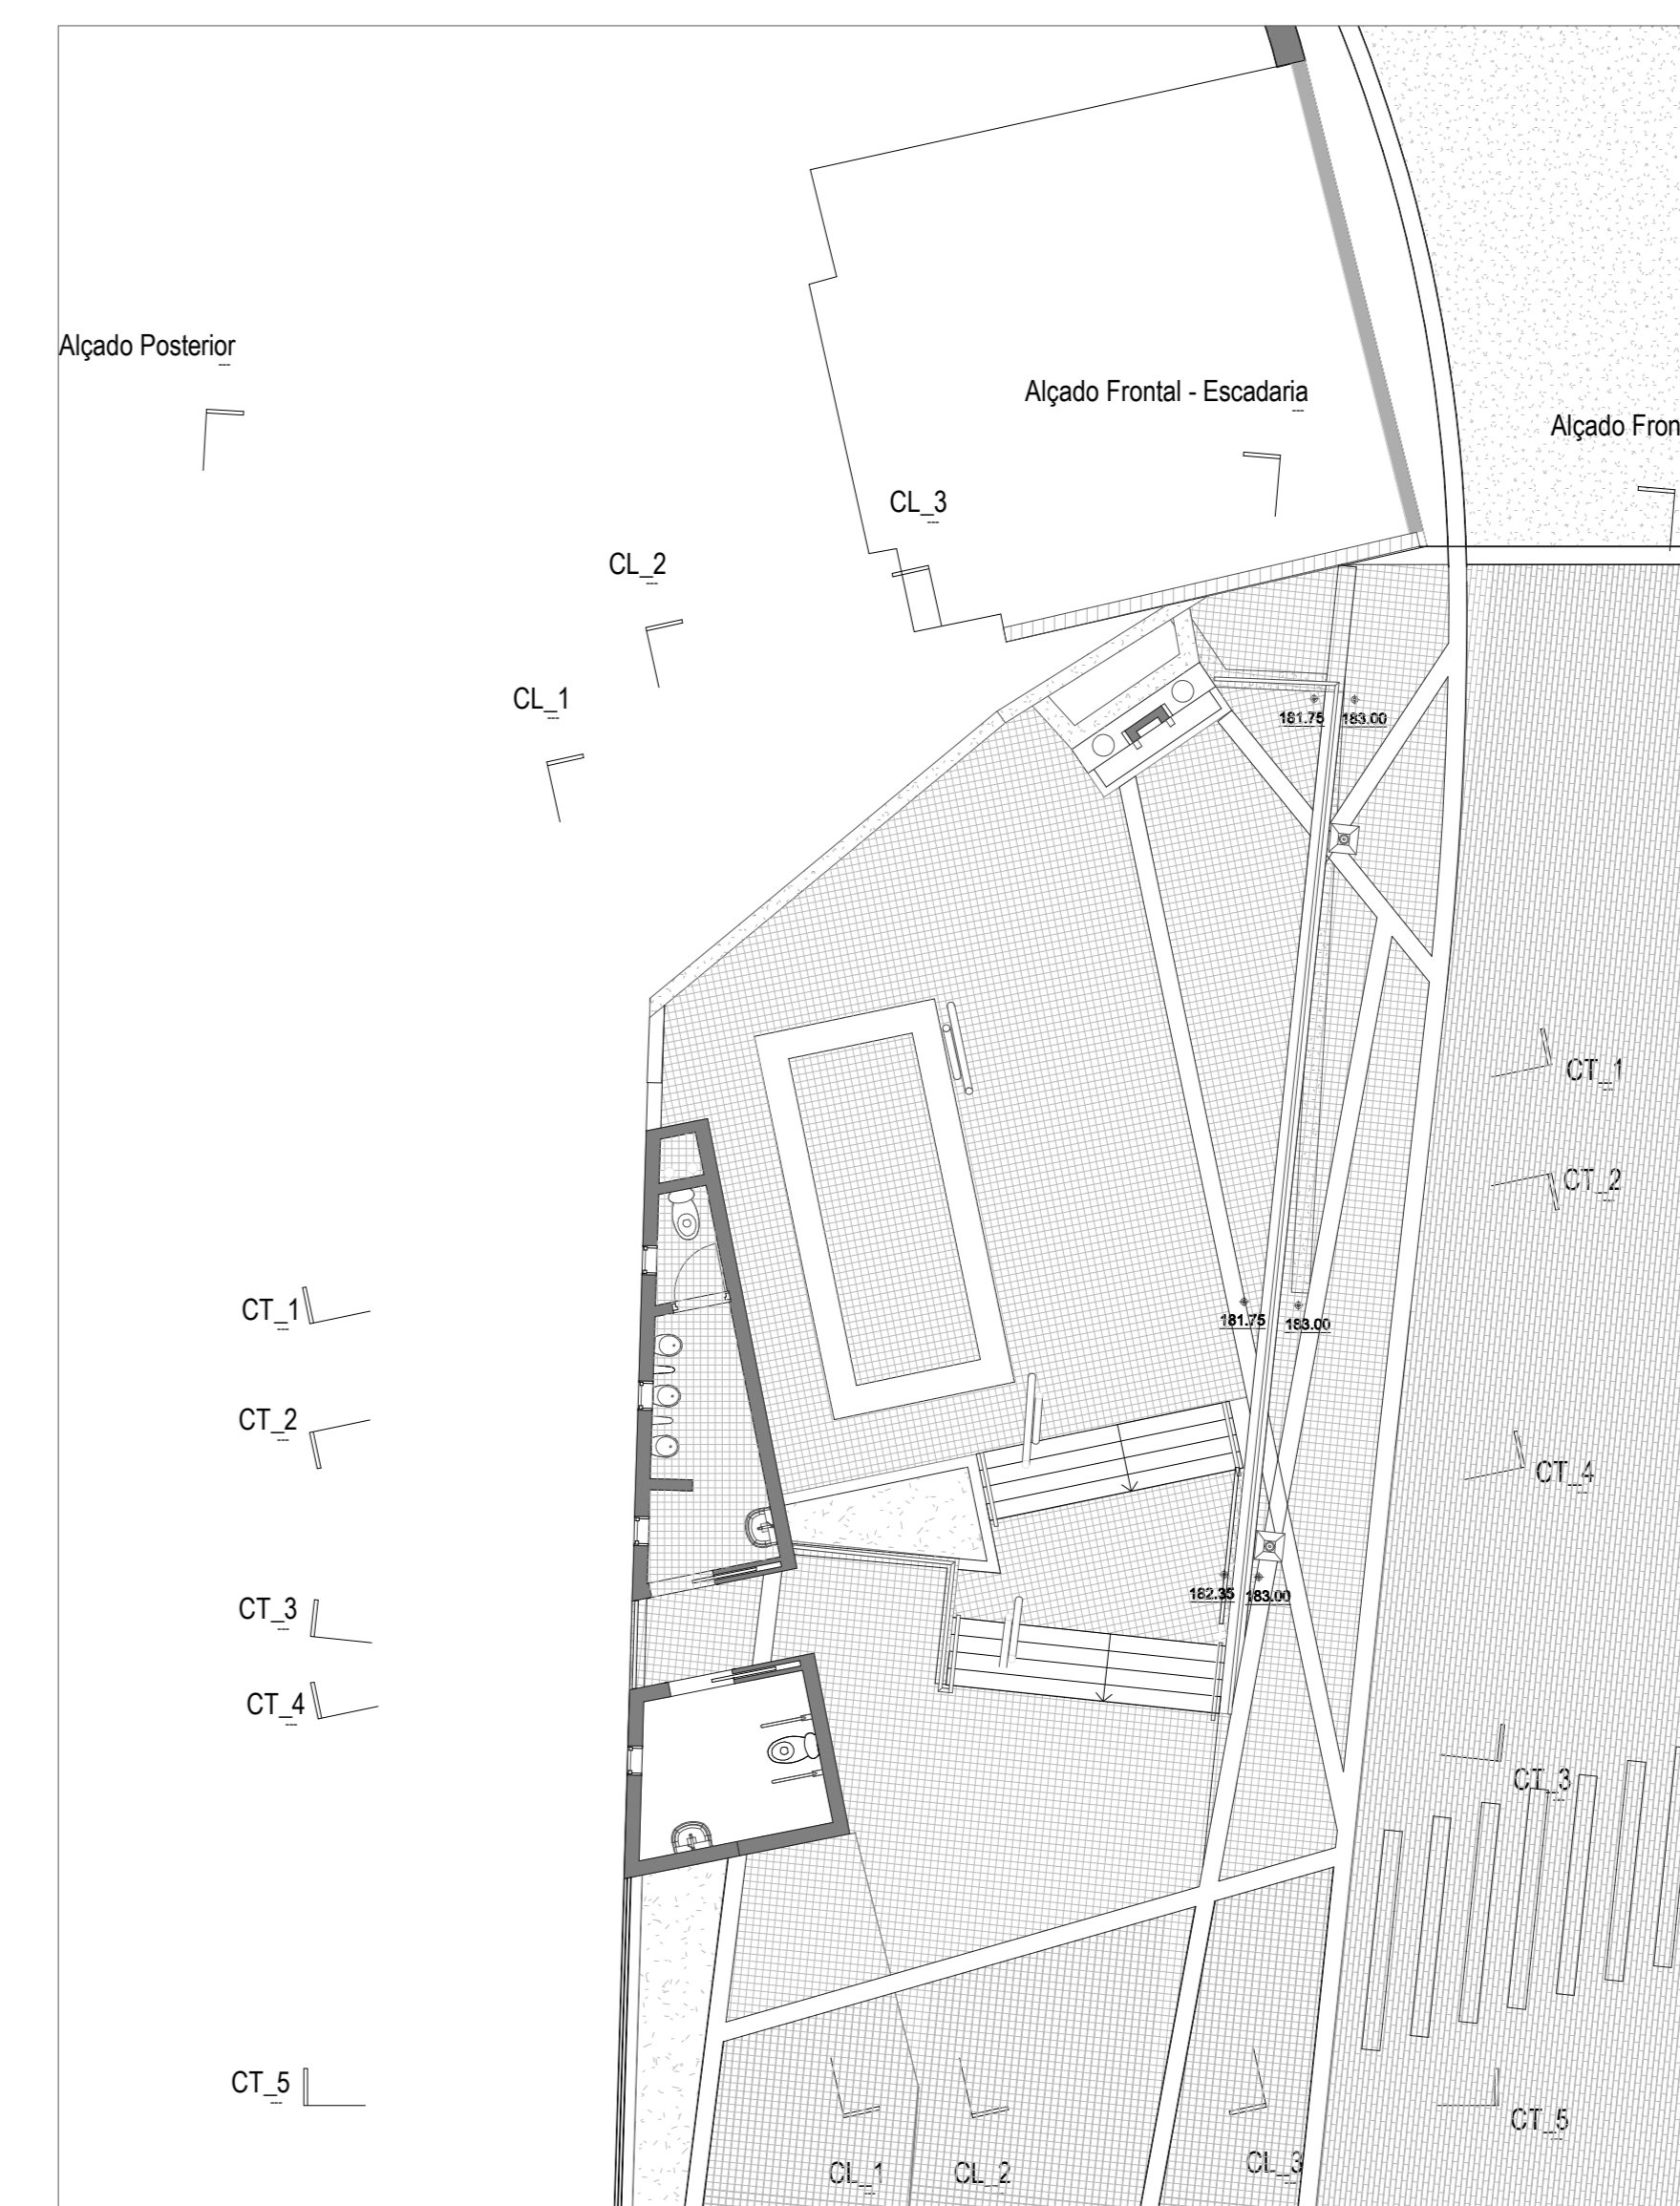 Alçado Posterior
Alçado Frontal - Escadaria
Alçado Fron
CL_3
CL_2
CL_1
181.75
183.00
CT_1
CT_2
CT_1
181.75
183.00
CT_2
CT_4
182.35
183.00
CT_3
CT_4
CT_3
CT_5
CT_5
CL_1
CL_2
CL_3